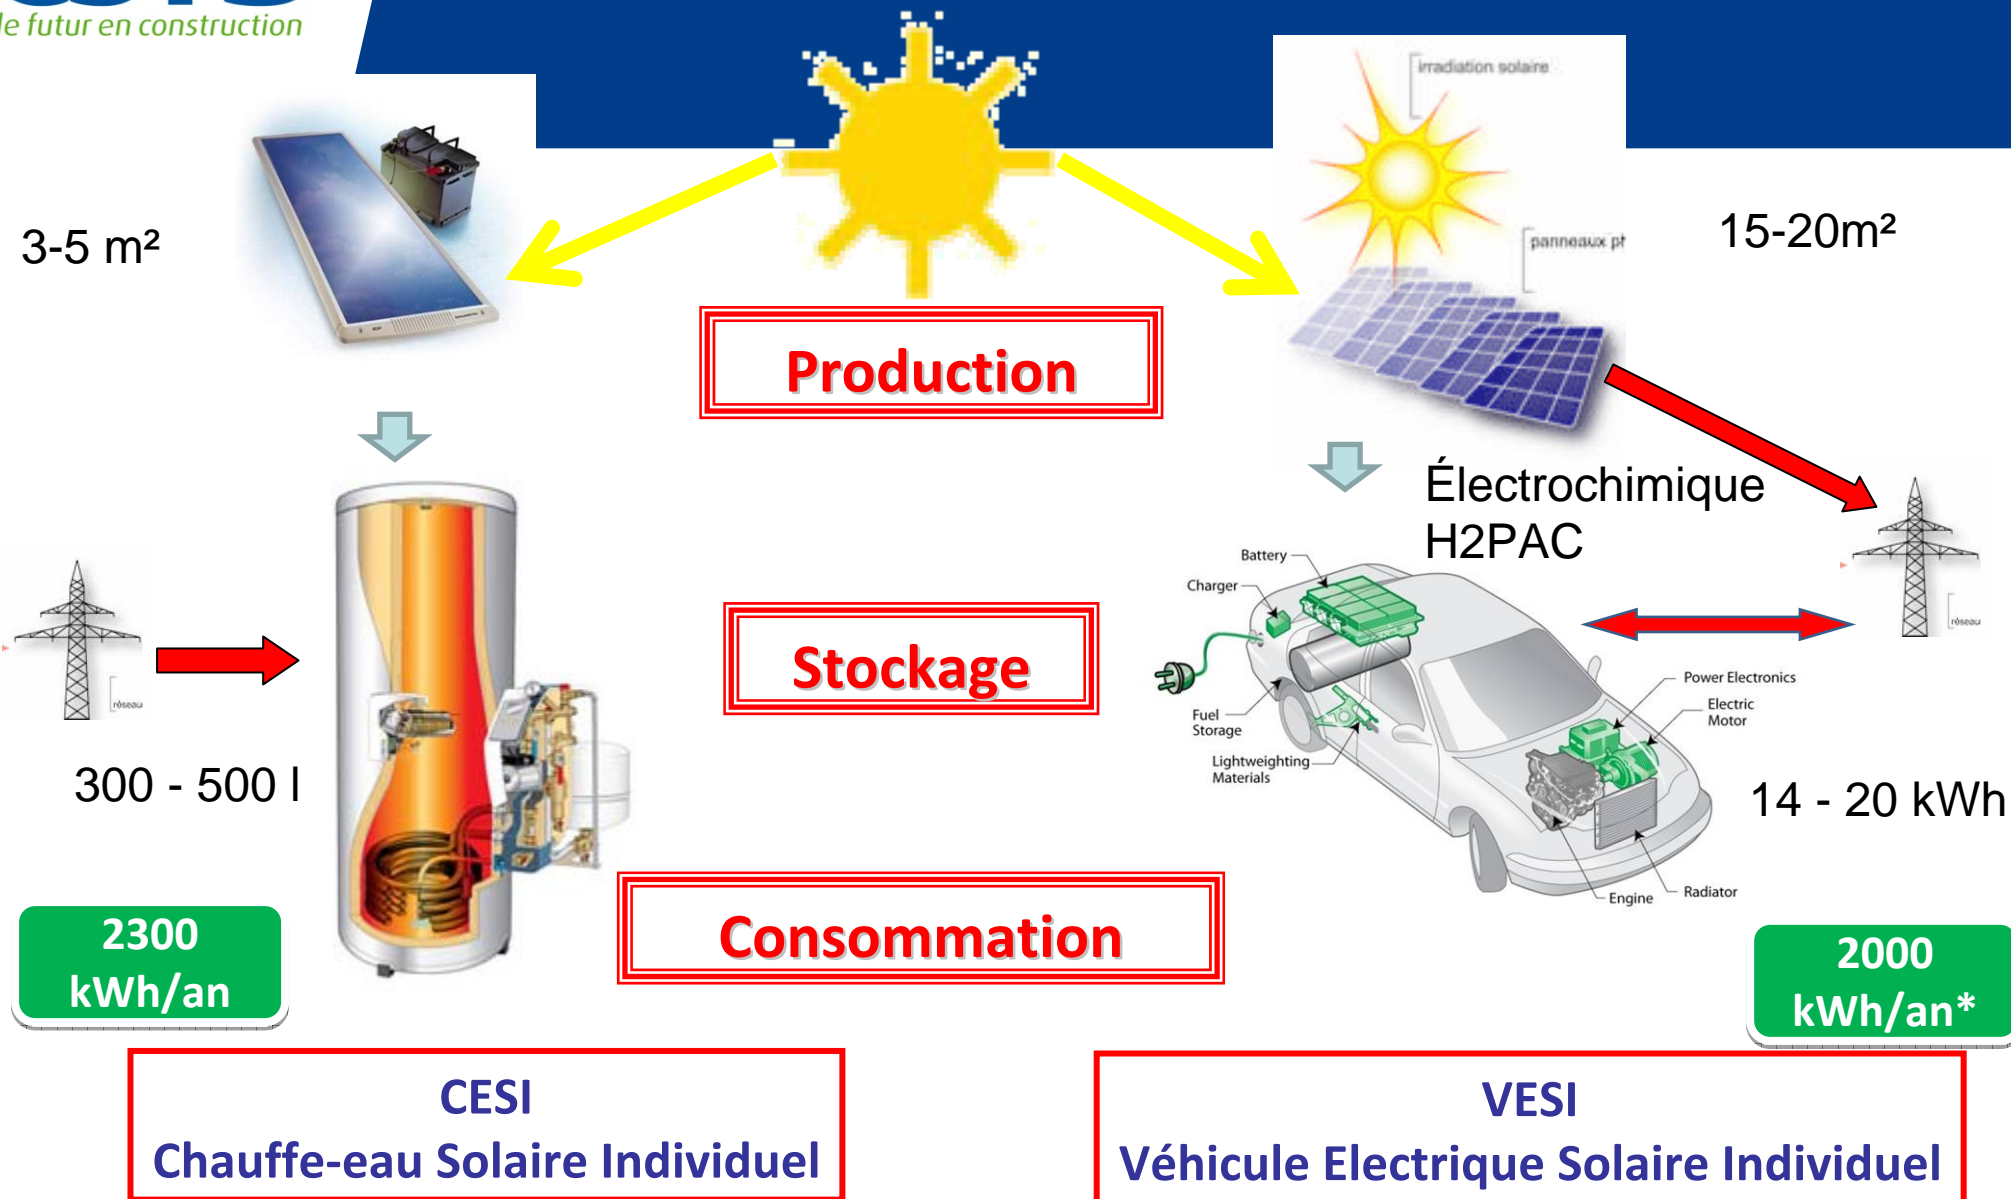 le futur en construction
irradiation solaire
panneaux
3-5 m²
15-20m²
Production
Électrochimique
H2PAC
Battery
Charger
réseau
Stockage
réseau
Power Electronics
Electric
Motor
Fuel
Storage
Lightweighting
Materials
300 - 500 l
14 - 20 kWh
Engine
Radiator
Consommation
2300
kWh/an
2000
kWh/an*
CESI
Chauffe-eau Solaire Individuel
VESI
Véhicule Electrique Solaire Individuel